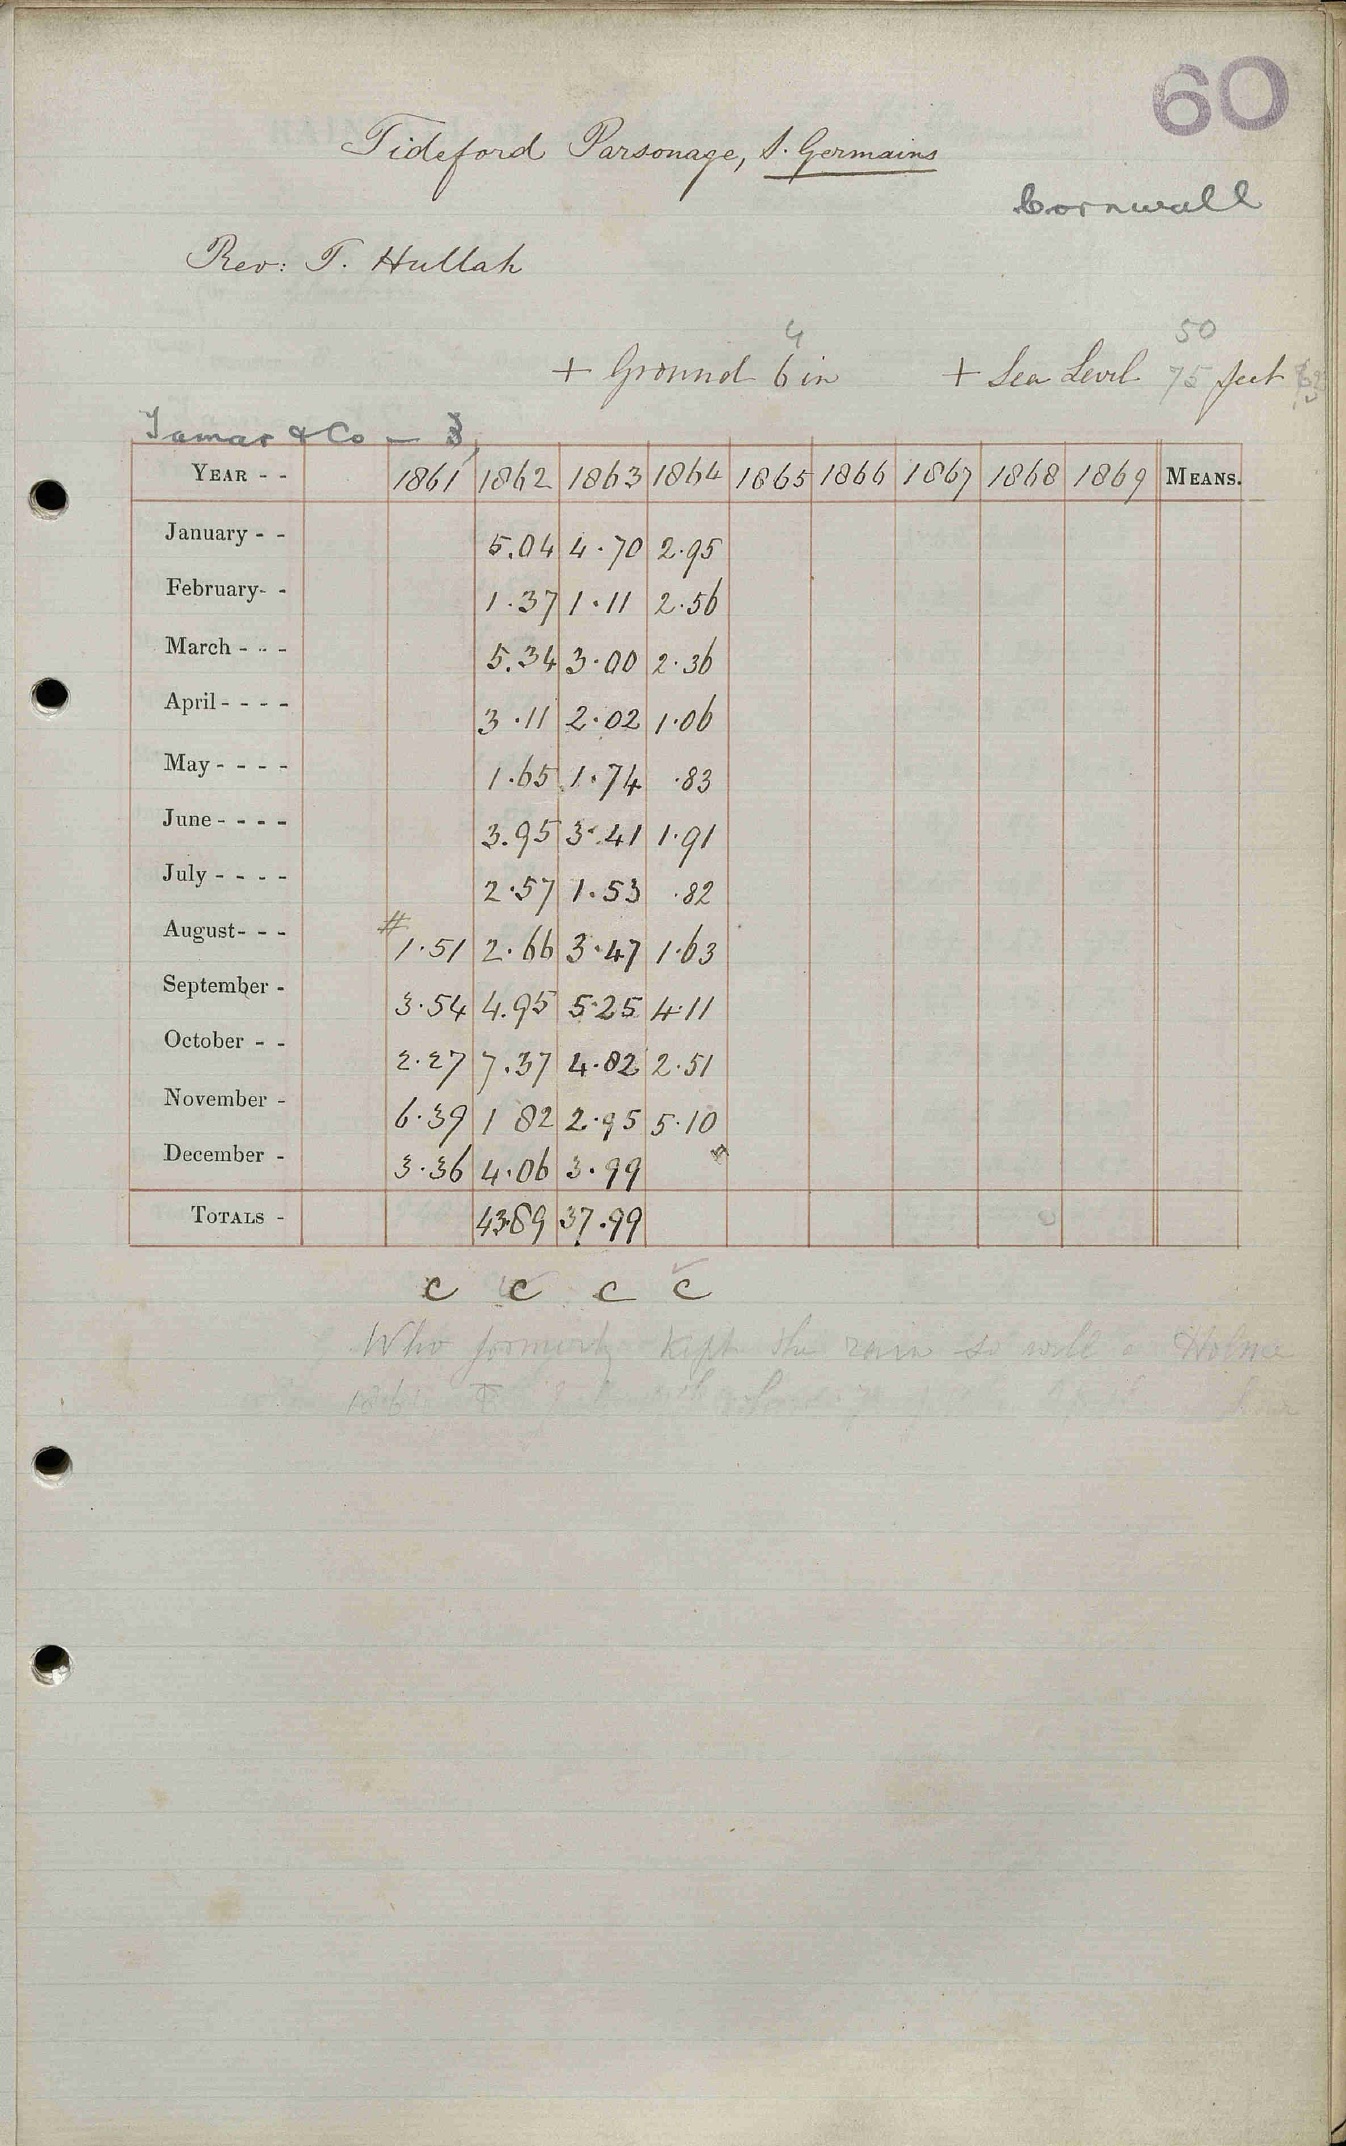 60
Tideford Parsonage, S. Germains
Cornwall
Rev: T. Hullah
4 50
+ Ground 6 in + Sea Level 75 feet
Tamar & Co — 3
YEAR - - 1861 1862 1863 1864 1865 1866 1867 1868 1869 MEANS.
January - - 5.04 4.70 2.95
February- - 1.37 1.11 2.56
March - - - 5.34 3.00 2.36
April - - - - 3.11 2.02 1.06
May - - - - 1.65 1.74 .83
June - - - - 3.95 3.41 1.91
July - - - - 2.57 1.53 .82
August- - - # 1.51 2.66 3.47 1.63
September - 3.54 4.95 5.25 4.11
October - - 2.27 7.37 4.82 2.51
November - 6.39 1 82 2.95 5.10
December - 3.36 4.06 3.99
TOTALS - 43.89 37.99
c c c c
Who formerly kept the rain so well a Holne